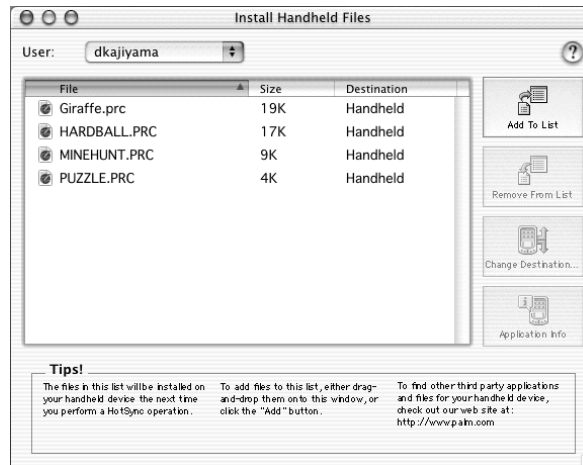 Install Handheld Files
User: dkajiyama ?
File Size Destination
Giraffe.prc 19K Handheld
HARDBALL.PRC 17K Handheld
MINEHUNT.PRC 9K Handheld
PUZZLE.PRC 4K Handheld
Add To List
Remove From List
Change Destination...
Application Info
Tips!
The files in this list will be installed on
your handheld device the next time
you perform a HotSync operation.
To add files to this list, either drag-
and-drop them onto this window, or
click the "Add" button.
To find other third party applications
and files for your handheld device,
check out our web site at:
http://www.palm.com